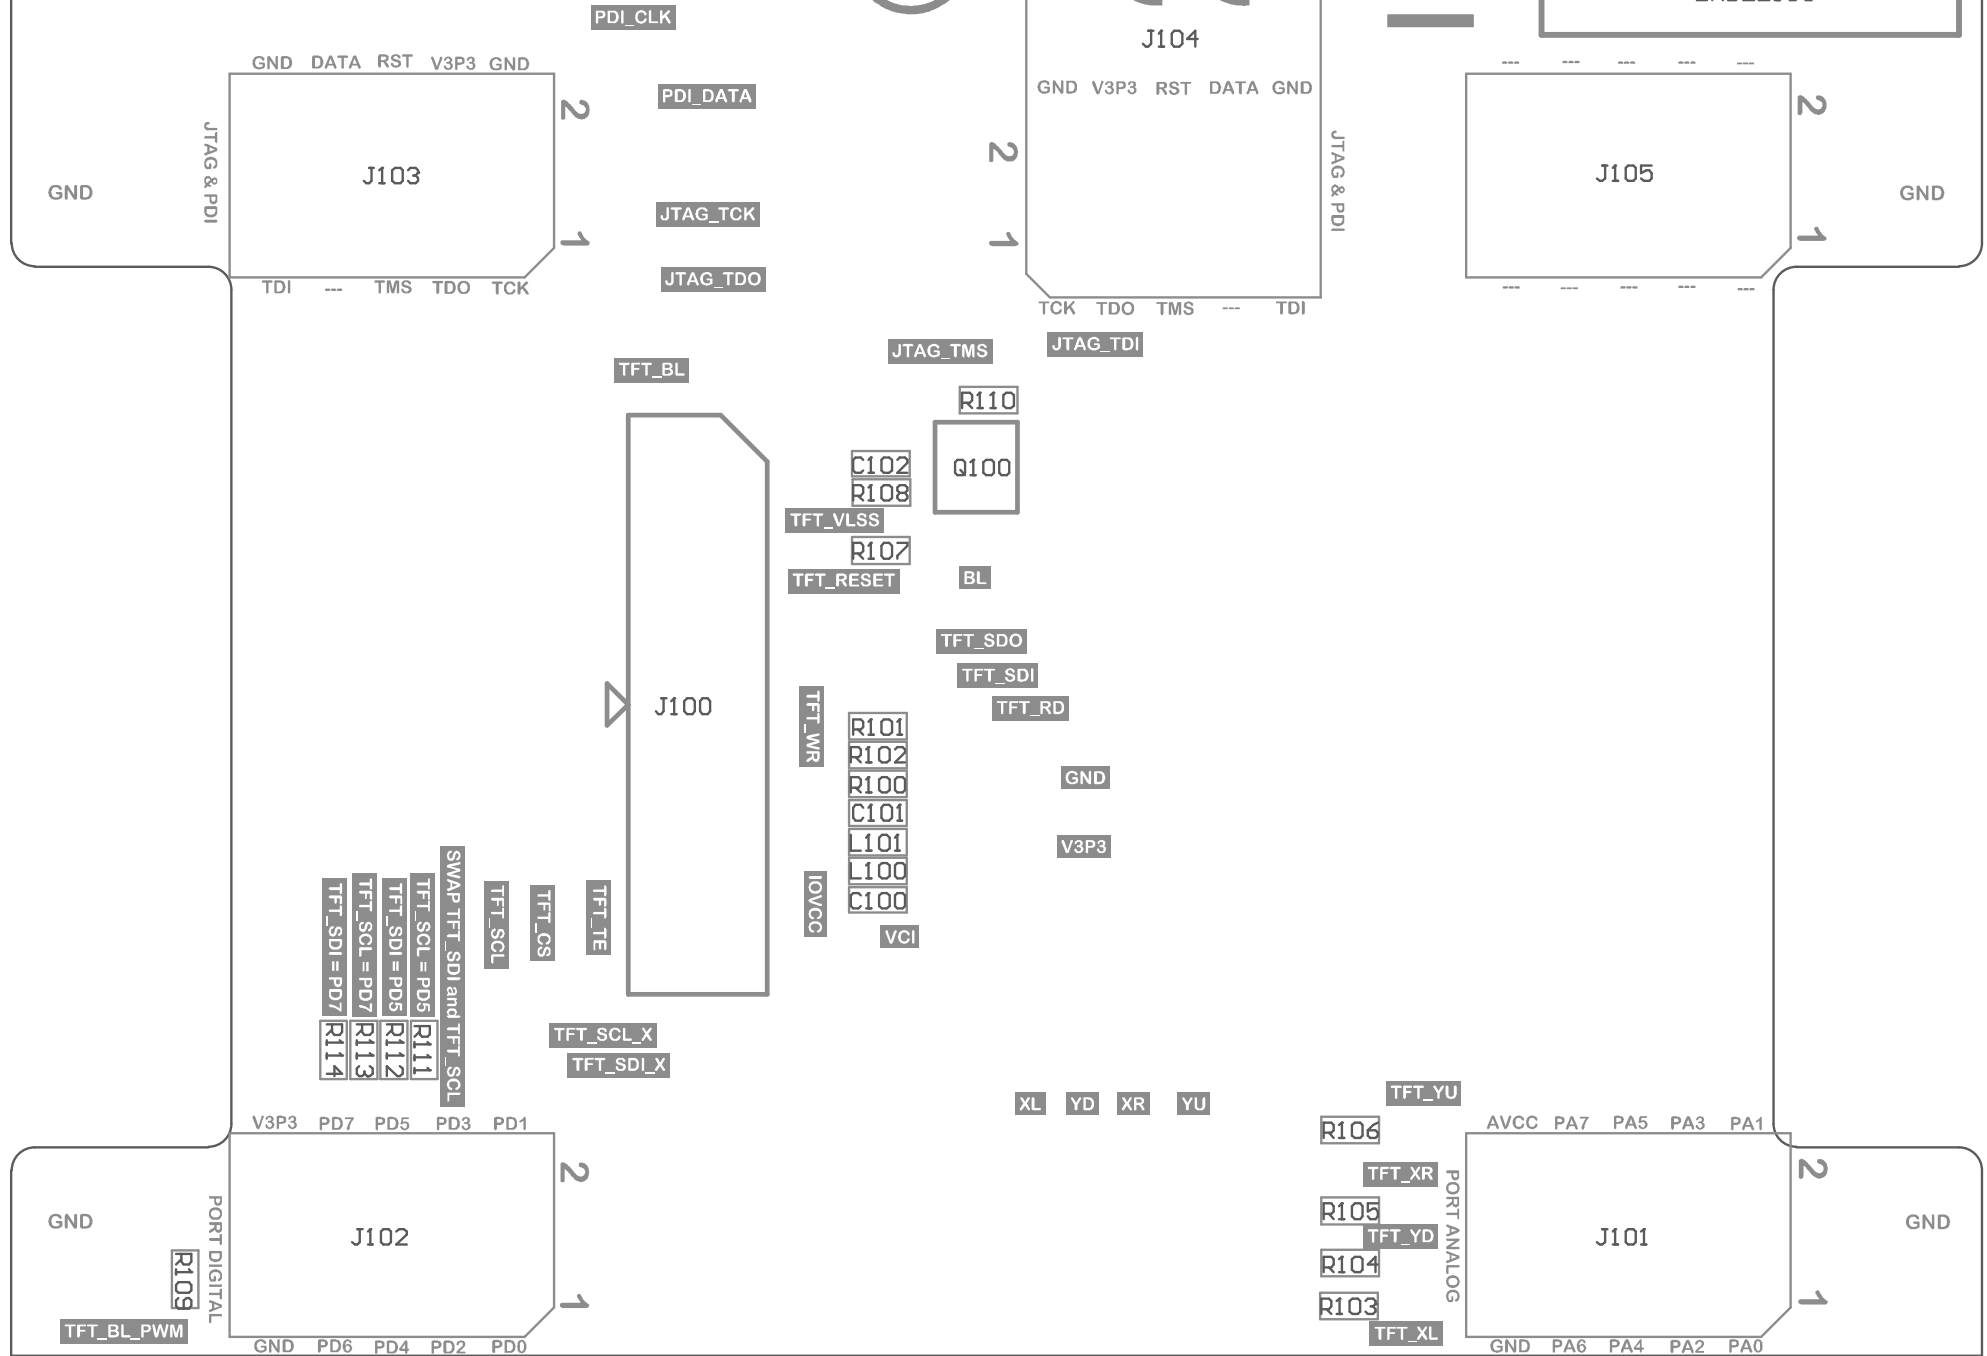 PDI_CLK
J104
GND DATA RST V3P3 GND
--- --- --- --- ---
GND V3P3 RST DATA GND
PDI_DATA
2
2
2
JTAG & PDI
J103
JTAG & PDI
J105
GND
GND
JTAG_TCK
1
1
1
JTAG_TDO
TDI --- TMS TDO TCK
--- --- --- --- ---
TCK TDO TMS --- TDI
JTAG_TMS
JTAG_TDI
TFT_BL
R110
C102
Q100
R108
TFT_VLSS
R107
TFT_RESET
BL
TFT_SDO
TFT_SDI
TFT_RD
J100
TFT_WR
R101
R102
R100
GND
C101
L101
V3P3
L100
C100
IOVCC
VCI
TFT_SDI = PD7
TFT_SCL = PD7
TFT_SDI = PD5
TFT_SCL = PD5
SWAP TFT_SDI and TFT_SCL
TFT_SCL
TFT_CS
TFT_TE
R114
R113
R112
R111
TFT_SCL_X
TFT_SDI_X
XL YD XR YU
TFT_YU
V3P3 PD7 PD5 PD3 PD1
R106
AVCC PA7 PA5 PA3 PA1
2
TFT_XR
2
GND
PORT DIGITAL
J102
R105
TFT_YD
PORT ANALOG
J101
GND
R109
R104
1
R103
1
TFT_BL_PWM
TFT_XL
GND PD6 PD4 PD2 PD0
GND PA6 PA4 PA2 PA0